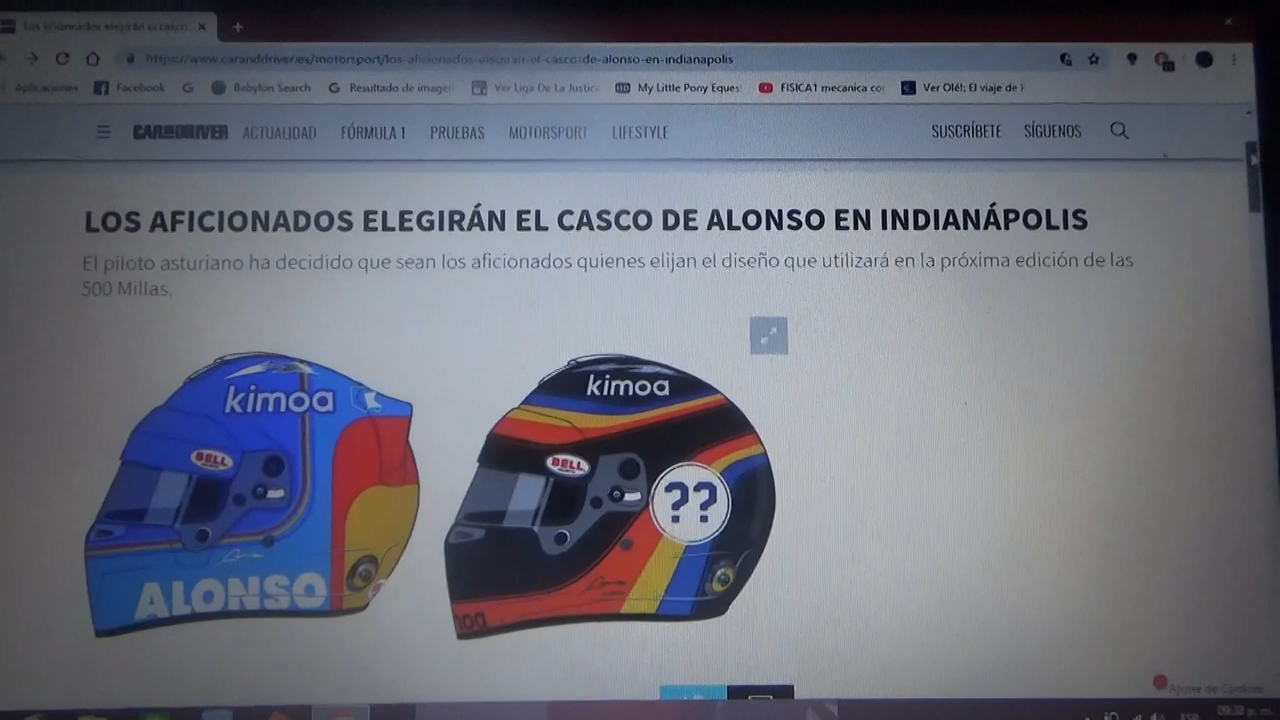 Los aficionados elegirán el casco
https://www.caranddriver.es/motorsport/los-aficionados-elegiran-el-casco-de-alonso-en-indianapolis
Aplicaciones Facebook Babylon Search Resultado de imagen Ver Liga De La Justic My Little Pony Eques FISICA1 mecanica co Ver Olé!: El viaje de
CAR AND DRIVER ACTUALIDAD FÓRMULA 1 PRUEBAS MOTORSPORT LIFESTYLE SUSCRÍBETE SÍGUENOS
LOS AFICIONADOS ELEGIRÁN EL CASCO DE ALONSO EN INDIANÁPOLIS
El piloto asturiano ha decidido que sean los aficionados quienes elijan el diseño que utilizará en la próxima edición de las
500 Millas.
kimoa
BELL
ALONSO
kimoa
BELL
??
Ajuste de Cookies